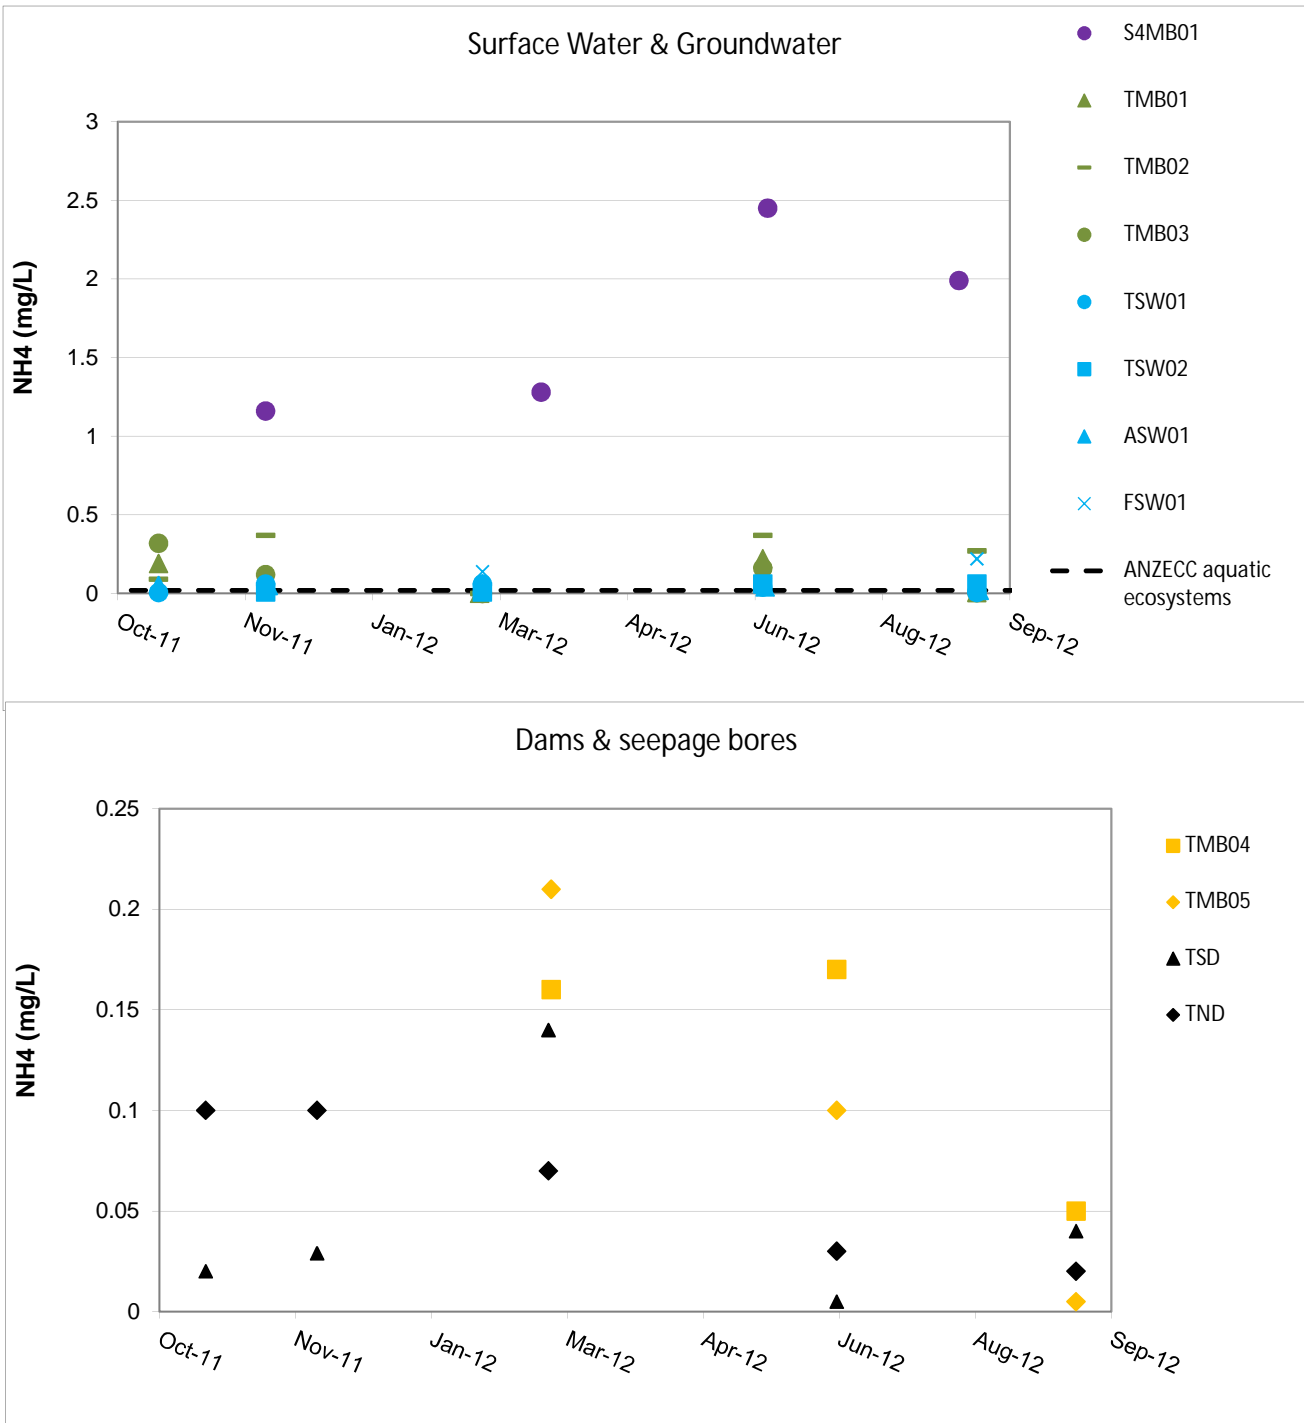 Surface Water & Groundwater
NH4 (mg/L)
3
2.5
2
1.5
1
0.5
0
Oct-11
Nov-11
Jan-12
Mar-12
Apr-12
Jun-12
Aug-12
Sep-12
S4MB01
TMB01
TMB02
TMB03
TSW01
TSW02
ASW01
FSW01
ANZECC aquatic
ecosystems
Dams & seepage bores
NH4 (mg/L)
0.25
0.2
0.15
0.1
0.05
0
Oct-11
Nov-11
Jan-12
Mar-12
Apr-12
Jun-12
Aug-12
Sep-12
TMB04
TMB05
TSD
TND